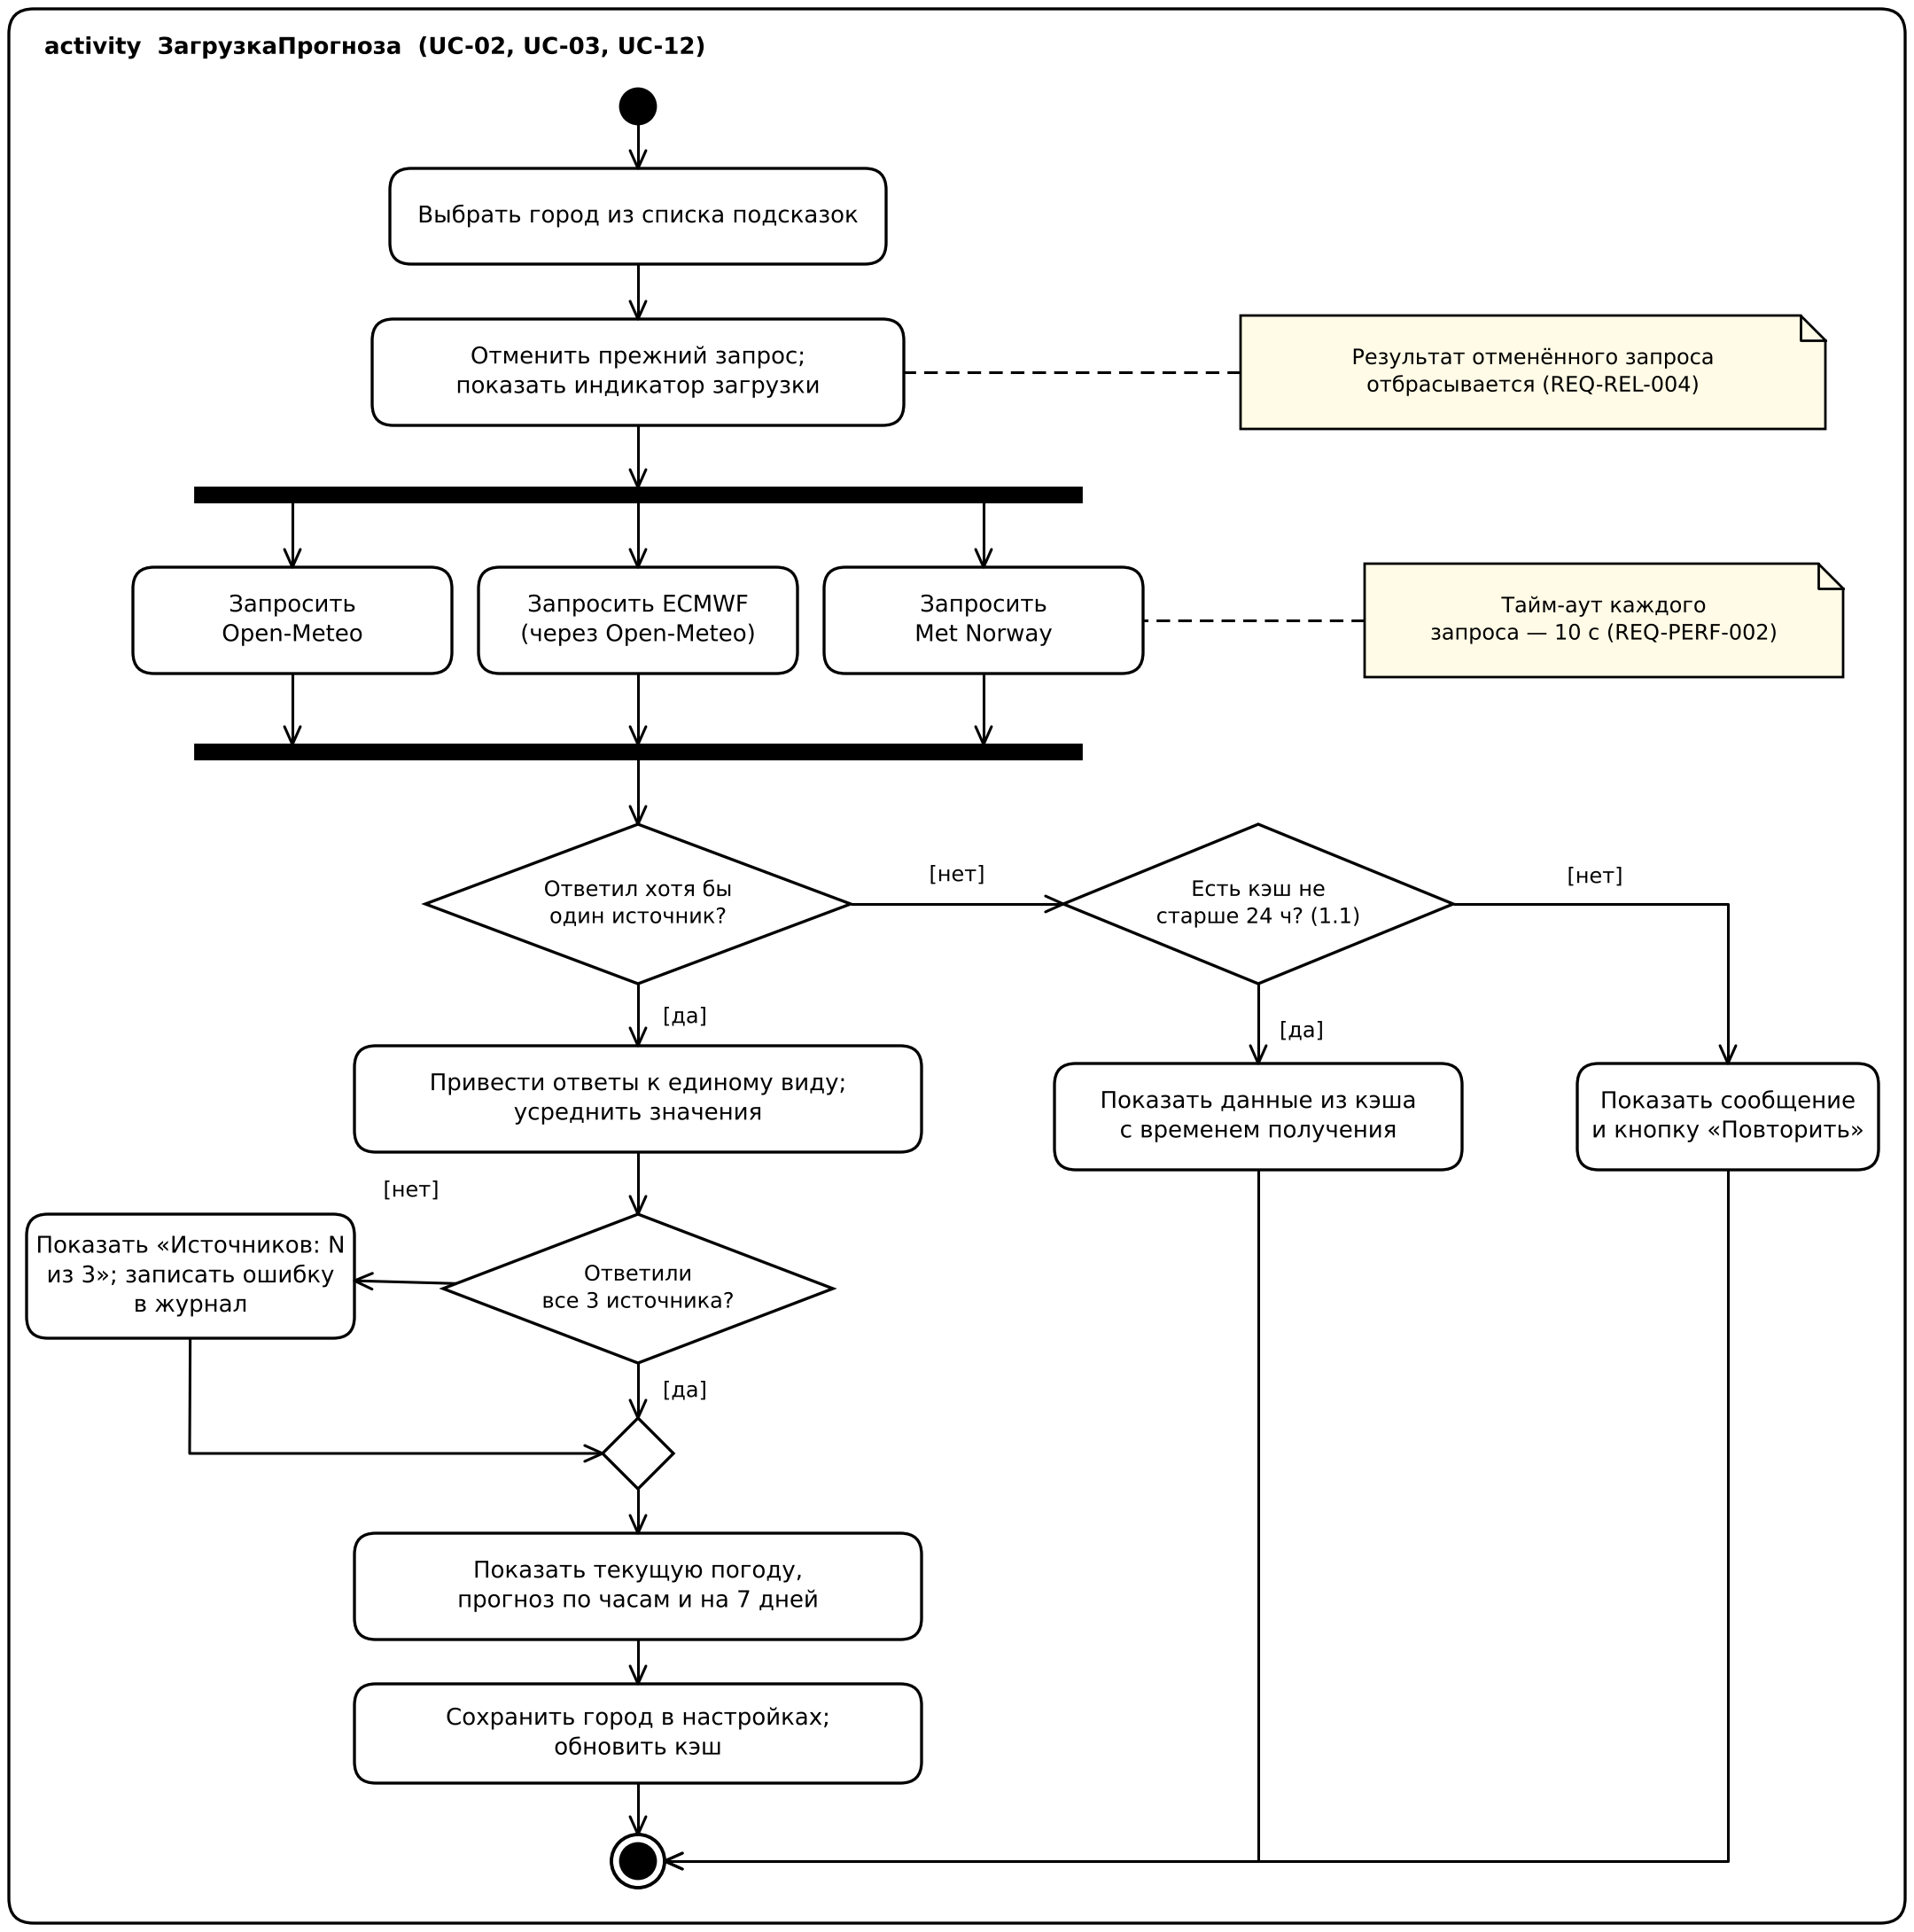 activity ЗагрузкаПрогноза (UC-02, UC-03, UC-12)
Выбрать город из списка подсказок
Отменить прежний запрос;
показать индикатор загрузки
Результат отменённого запроса
отбрасывается (REQ-REL-004)
Запросить
Open-Meteo
Запросить ECMWF
(через Open-Meteo)
Запросить
Met Norway
Тайм-аут каждого
запроса — 10 с (REQ-PERF-002)
Ответил хотя бы
один источник?
[нет]
Есть кэш не
старше 24 ч? (1.1)
[нет]
[да]
[да]
Привести ответы к единому виду;
усреднить значения
Показать данные из кэша
с временем получения
Показать сообщение
и кнопку «Повторить»
[нет]
Показать «Источников: N
из 3»; записать ошибку
в журнал
Ответили
все 3 источника?
[да]
Показать текущую погоду,
прогноз по часам и на 7 дней
Сохранить город в настройках;
обновить кэш